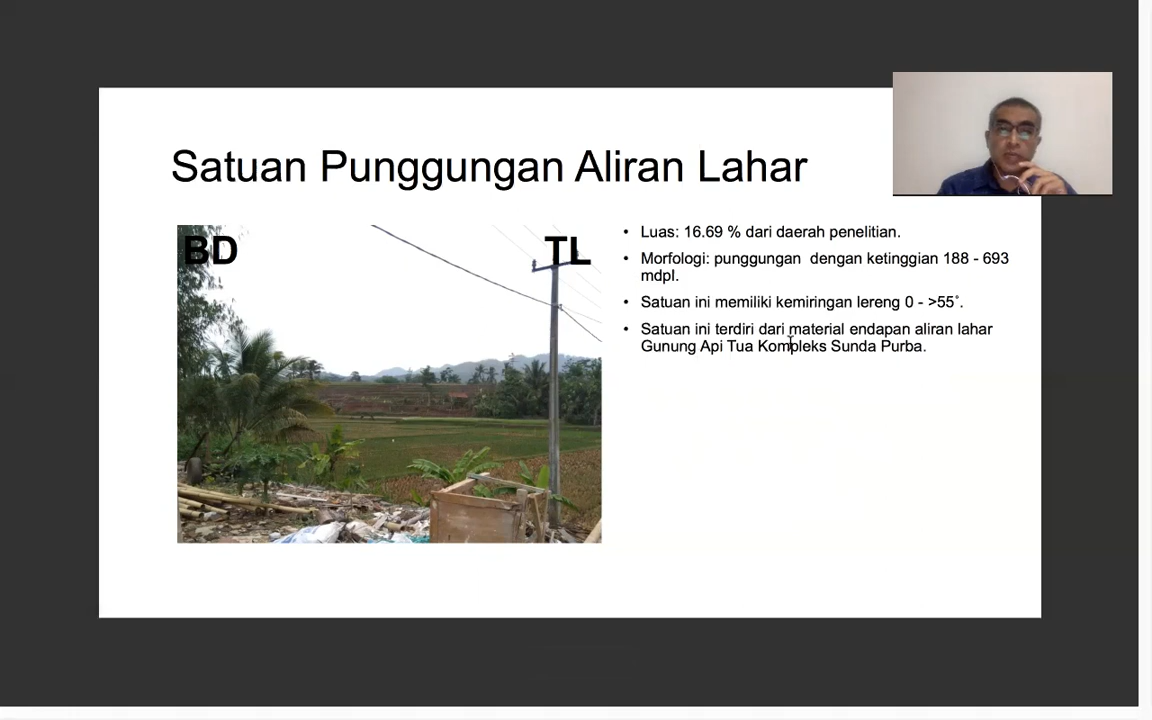 Satuan Punggungan Aliran Lahar
BD
TL
• Luas: 16.69 % dari daerah penelitian.
• Morfologi: punggungan dengan ketinggian 188 - 693
mdpl.
• Satuan ini memiliki kemiringan lereng 0 - >55˚.
• Satuan ini terdiri dari material endapan aliran lahar
Gunung Api Tua Kompleks Sunda Purba.